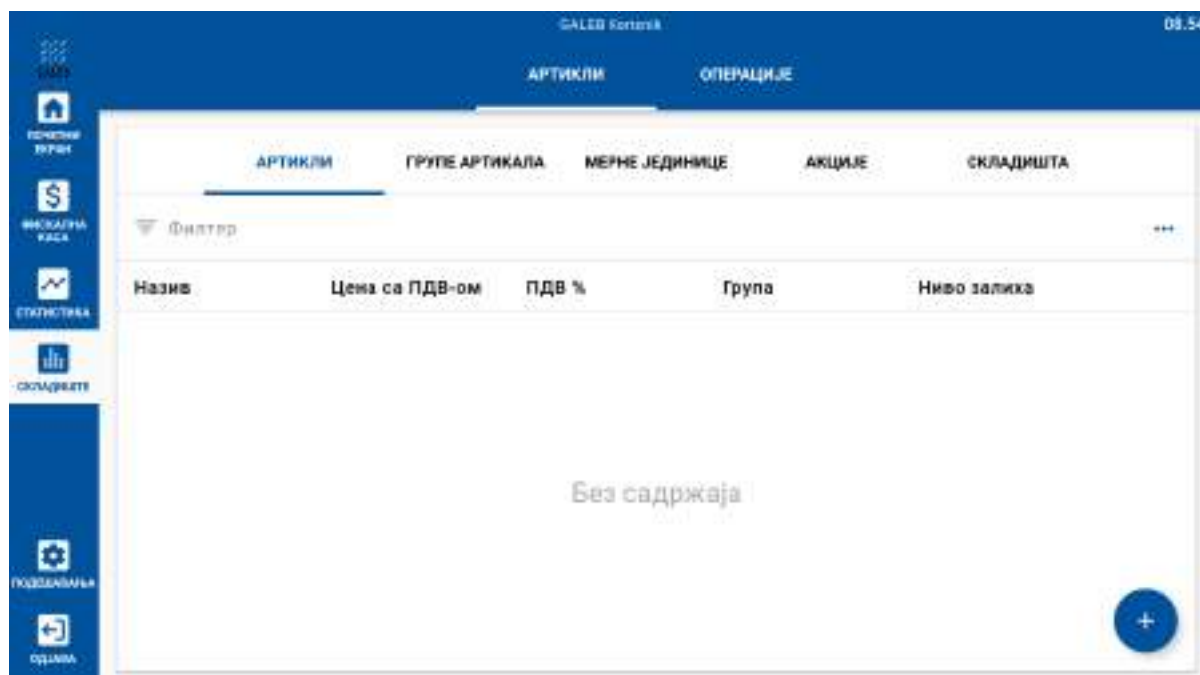 GALEB Korisnik
08.54
АРТИКЛИ ОПЕРАЦИЈЕ
ПОЧЕТНИ
ЕКРАН
ФИСКАЛНА
КАСА
СТАТИСТИКА
СКЛАДИШТЕ
ПОДЕШАВАЊА
ОДЈАВА
АРТИКЛИ ГРУПЕ АРТИКАЛА МЕРНЕ ЈЕДИНИЦЕ АКЦИЈЕ СКЛАДИШТА
Филтер
Назив Цена са ПДВ-ом ПДВ % Група Ниво залиха
Без садржаја